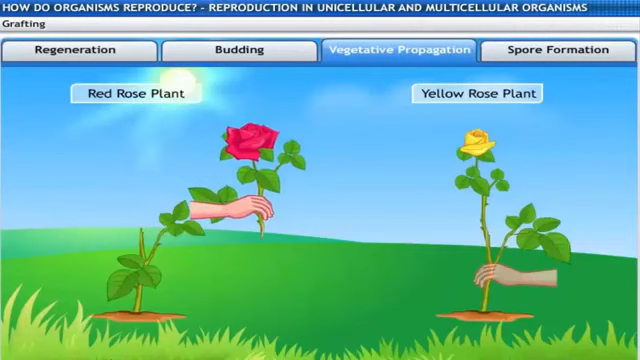 HOW DO ORGANISMS REPRODUCE? - REPRODUCTION IN UNICELLULAR AND MULTICELLULAR ORGANISMS
Grafting
Regeneration
Budding
Vegetative Propagation
Spore Formation
Red Rose Plant
Yellow Rose Plant